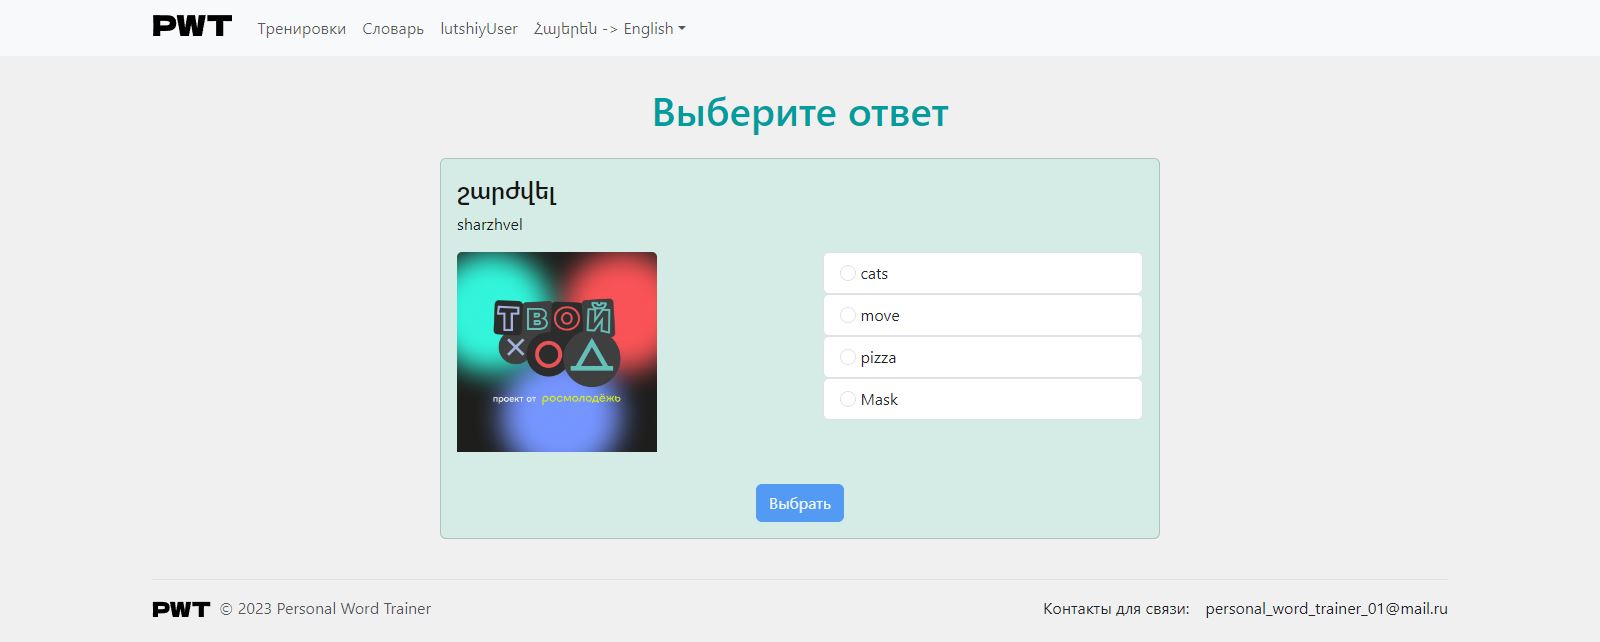 PWT Тренировки Словарь lutshiyUser Հայերեն -> English
Выберите ответ
շարժվել
sharzhvel
ТВОЙ
ХОД
проект от росмолодёжь
cats
move
pizza
Mask
Выбрать
PWT © 2023 Personal Word Trainer
Контакты для связи: personal_word_trainer_01@mail.ru